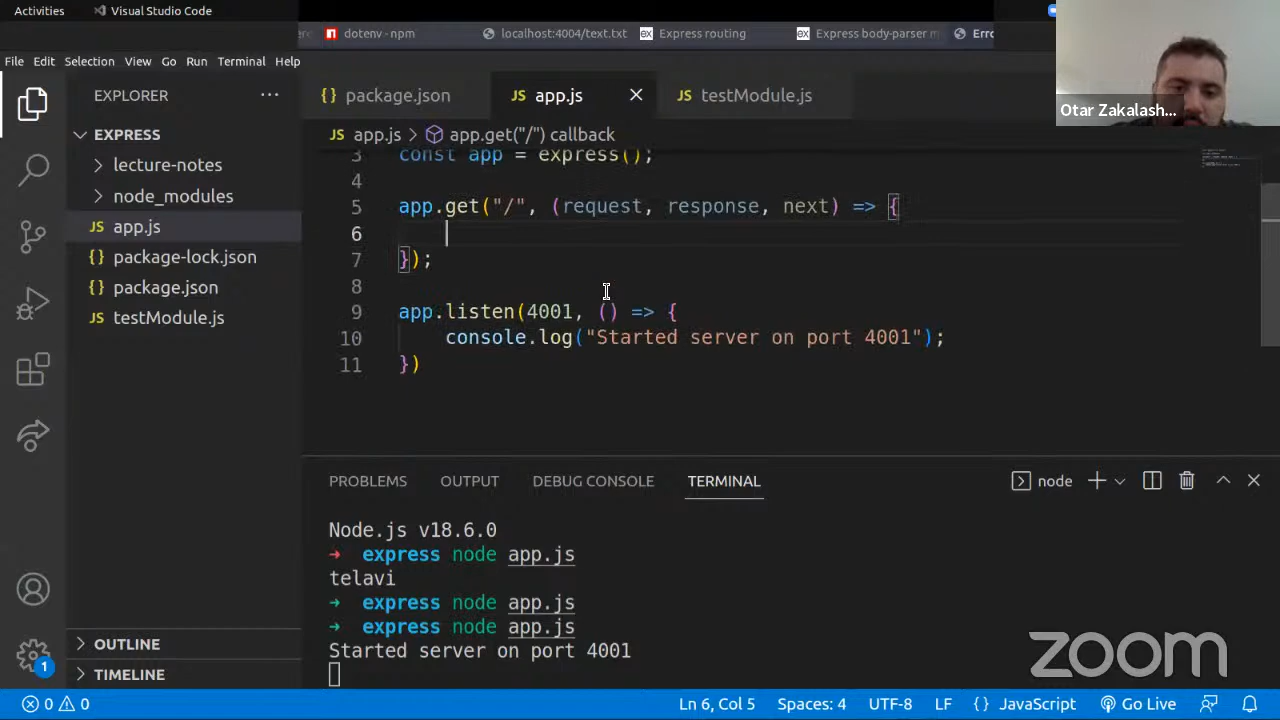 Activities
Visual Studio Code
dotenv - npm
localhost:4004/text.txt
ex Express routing
ex Express body-parser m
Erro
File Edit Selection View Go Run Terminal Help
Otar Zakalash...
EXPLORER
EXPRESS
lecture-notes
node_modules
JS app.js
{} package-lock.json
{} package.json
JS testModule.js
OUTLINE
TIMELINE
{} package.json
JS app.js
JS testModule.js
JS app.js > app.get("/") callback
3 const app = express();
4
5 app.get("/", (request, response, next) => {
6
7 });
8
9 app.listen(4001, () => {
10 console.log("Started server on port 4001");
11 })
PROBLEMS OUTPUT DEBUG CONSOLE TERMINAL
node
Node.js v18.6.0
→ express node app.js
telavi
→ express node app.js
→ express node app.js
Started server on port 4001
zoom
1
0 0
Ln 6, Col 5 Spaces: 4 UTF-8 LF {} JavaScript Go Live